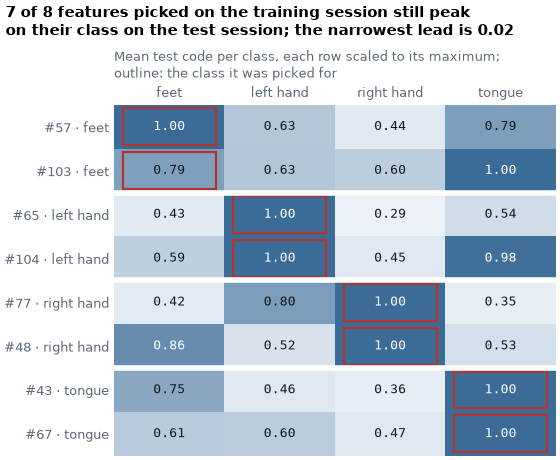 7 of 8 features picked on the training session still peak
on their class on the test session; the narrowest lead is 0.02
Mean test code per class, each row scaled to its maximum;
outline: the class it was picked for
feet left hand right hand tongue
#57 · feet 1.00 0.63 0.44 0.79
#103 · feet 0.79 0.63 0.60 1.00
#65 · left hand 0.43 1.00 0.29 0.54
#104 · left hand 0.59 1.00 0.45 0.98
#77 · right hand 0.42 0.80 1.00 0.35
#48 · right hand 0.86 0.52 1.00 0.53
#43 · tongue 0.75 0.46 0.36 1.00
#67 · tongue 0.61 0.60 0.47 1.00